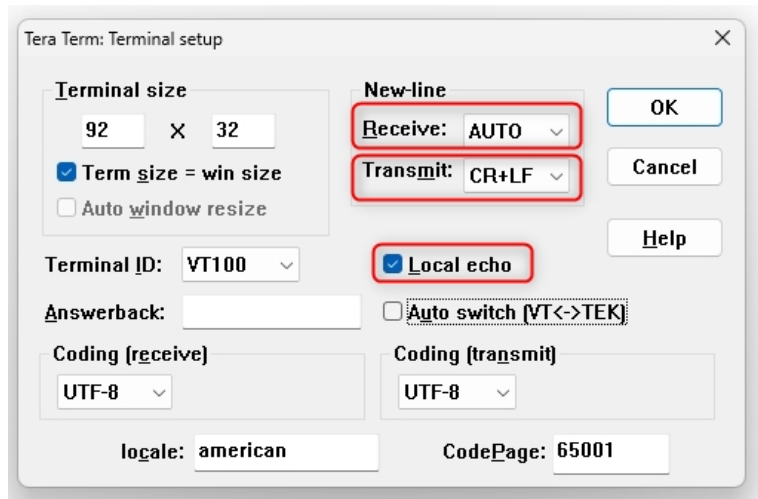 Tera Term: Terminal setup
Terminal size
92 X 32
Term size = win size
Auto window resize
New-line
Receive: AUTO
Transmit: CR+LF
OK
Cancel
Help
Terminal ID: VT100
Local echo
Answerback:
Auto switch (VT<->TEK)
Coding (receive)
UTF-8
Coding (transmit)
UTF-8
locale: american
CodePage: 65001